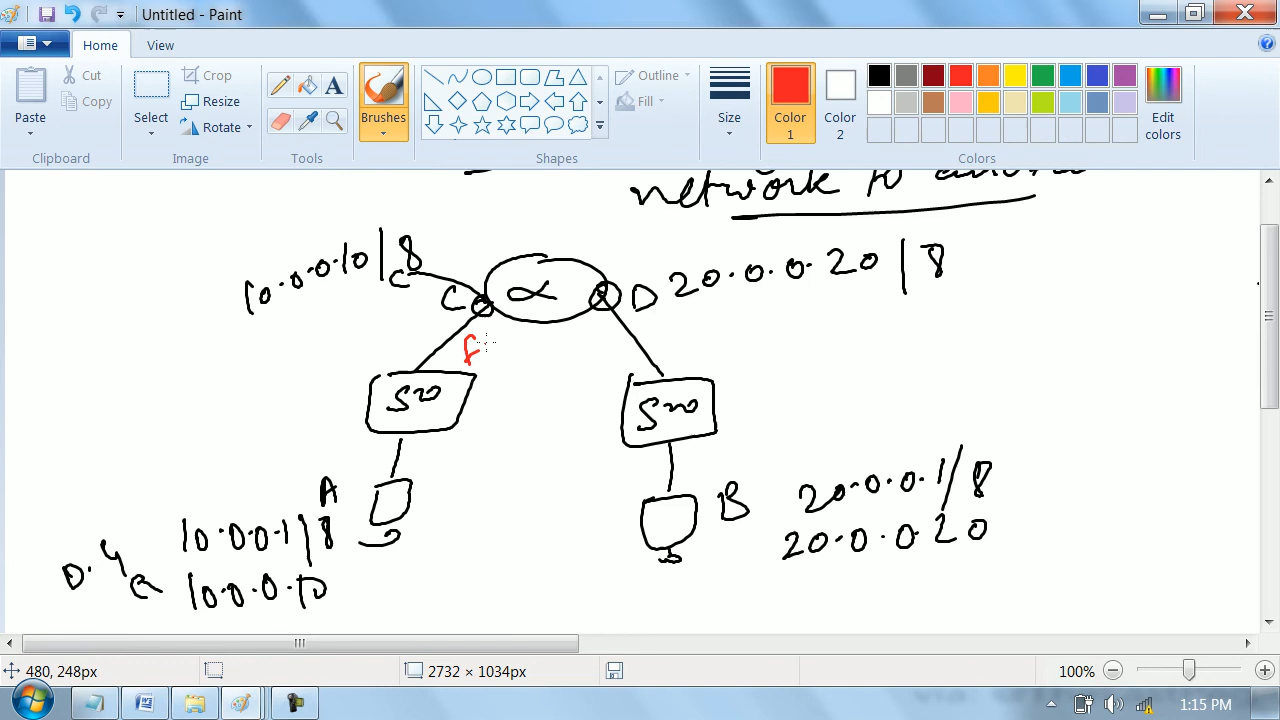 Untitled - Paint
Home View
Cut
Copy
Paste
Clipboard
Select
Crop
Resize
Rotate
Image
A
Tools
Brushes
Outline
Fill
Shapes
Size
Color 1
Color 2
Edit colors
Colors
network to
10.0.0.10|8
C
C
D 20.0.0.20|8
A
10.0.0.1|8
10.0.0.10
B
20.0.0.1/8
20.0.0.20
480, 248px
2732 × 1034px
100%
1:15 PM